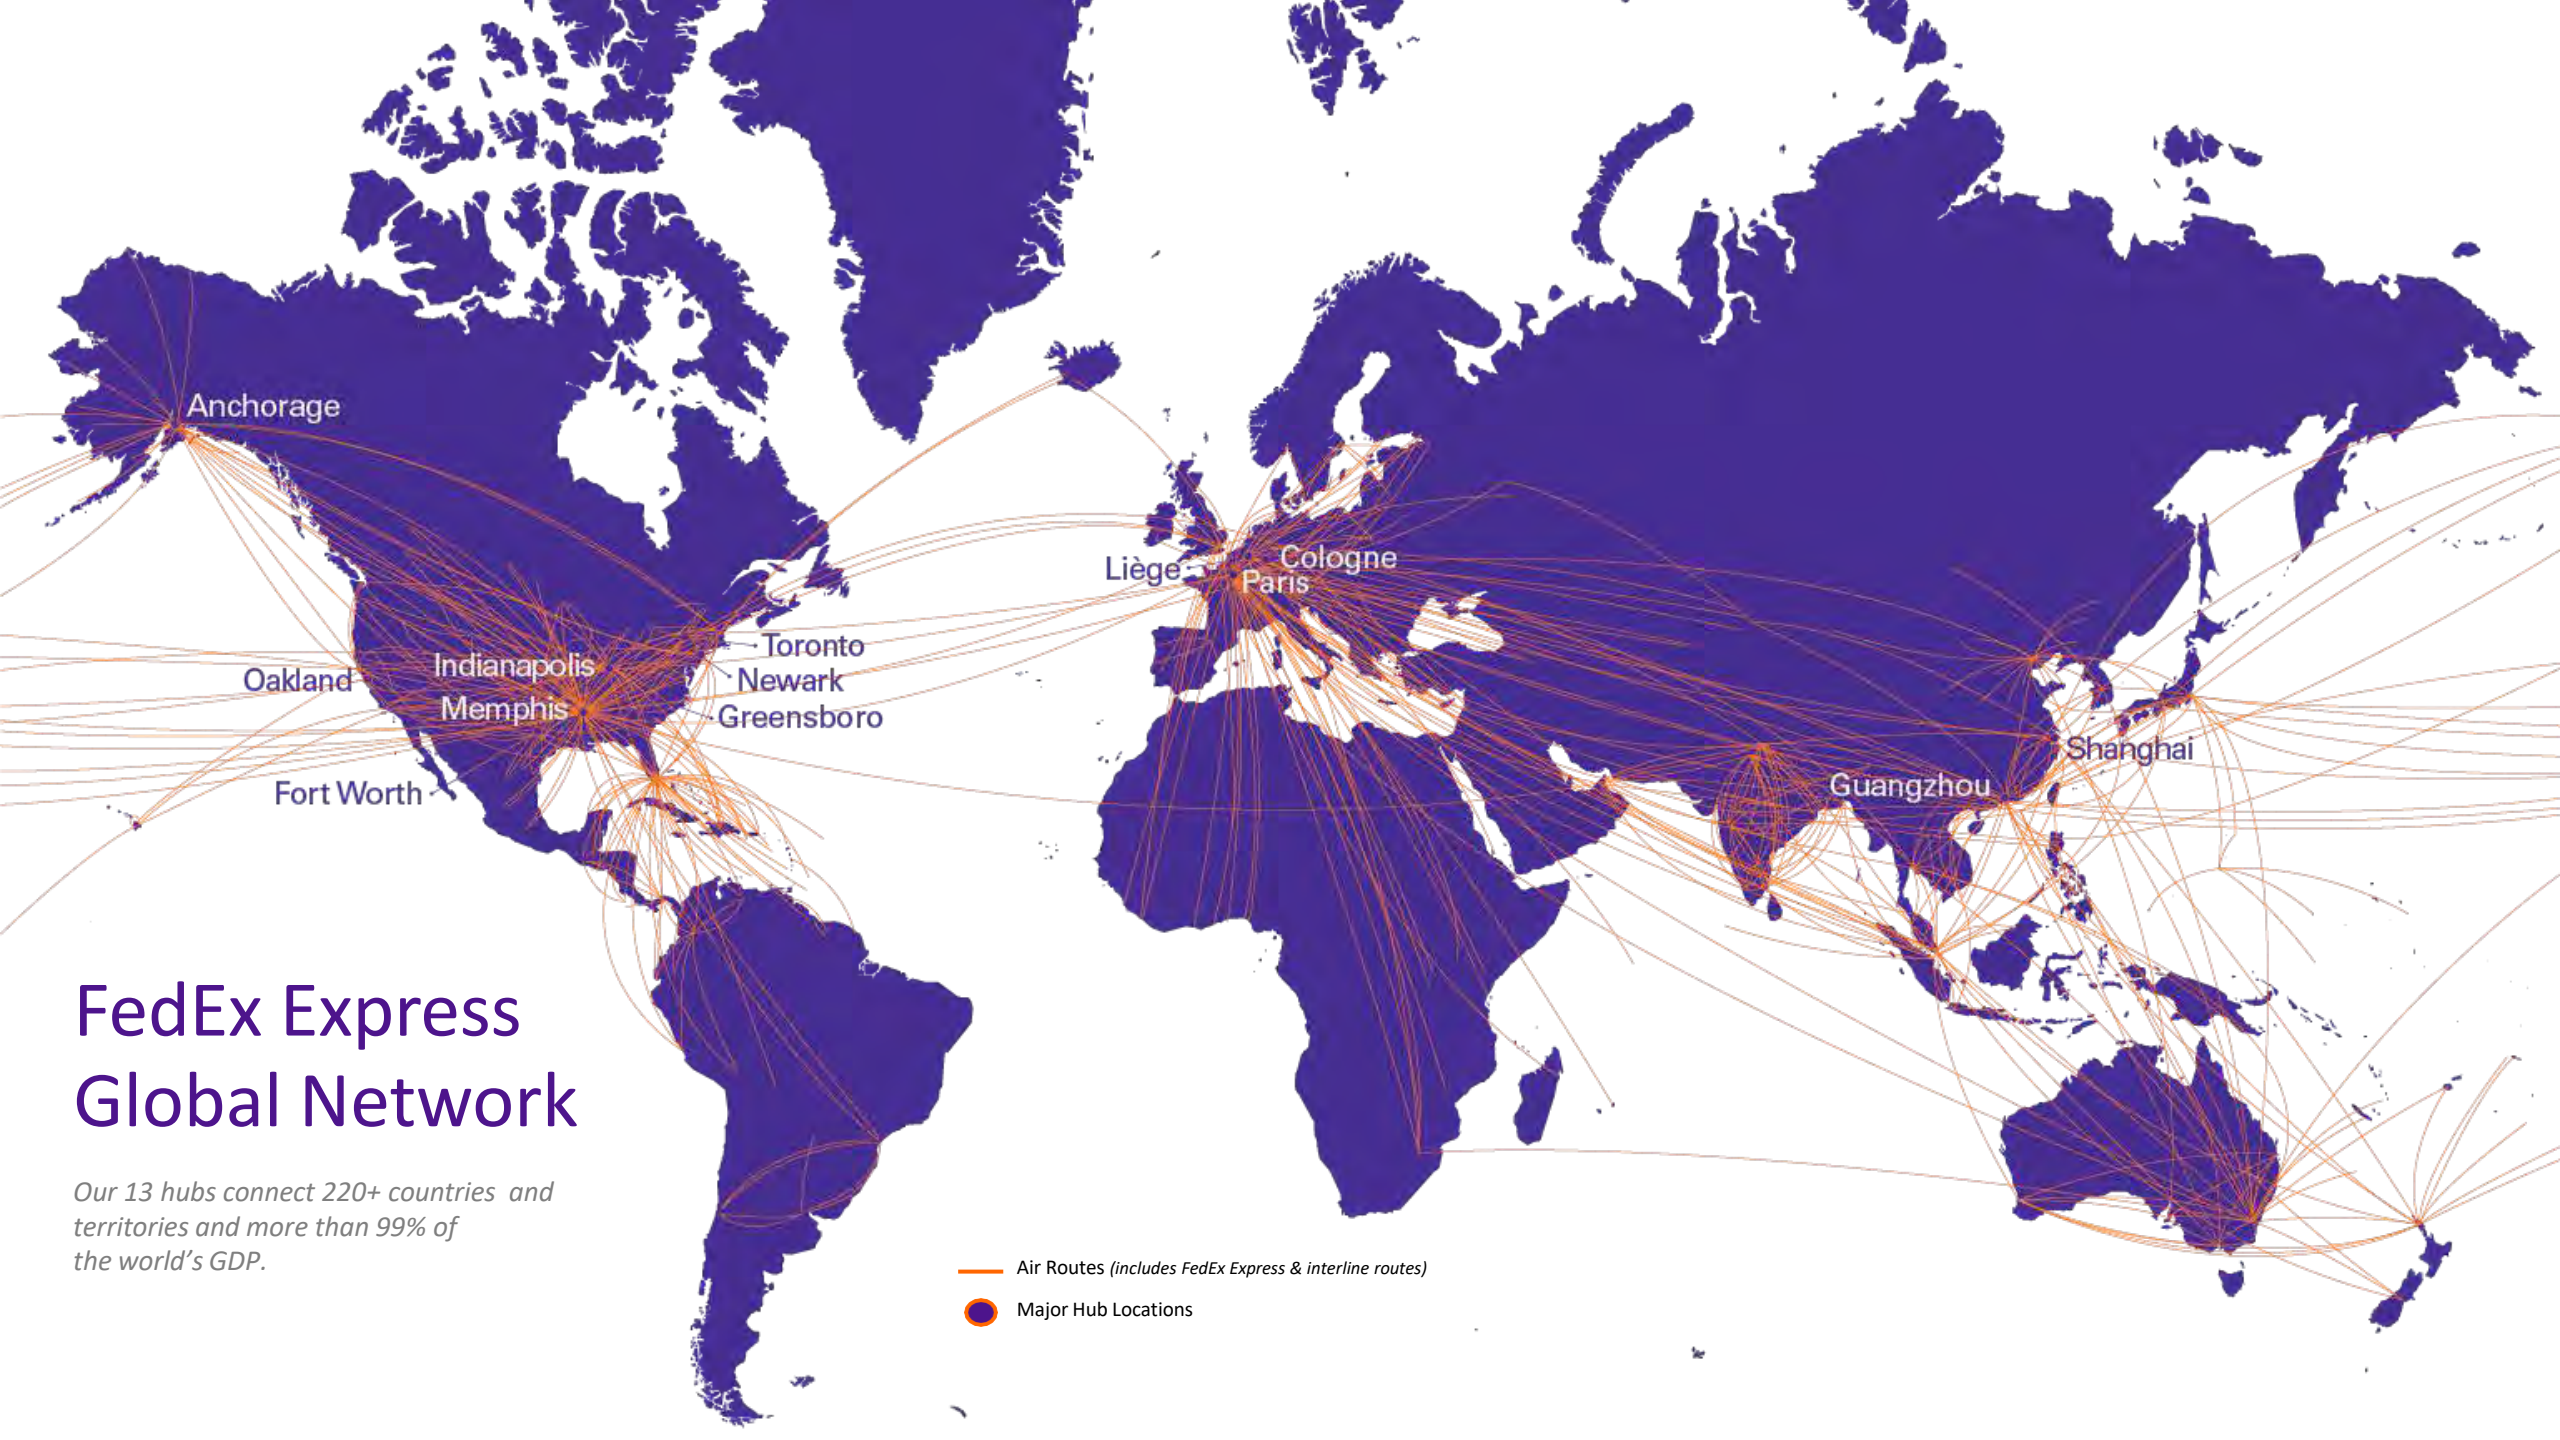 Anchorage
Cologne
Liège
Paris
Toronto
Indianapolis
Oakland
Newark
Memphis
Greensboro
Shanghai
Guangzhou
Fort Worth
FedEx Express
Global Network
Our 13 hubs connect 220+ countries  and
territories and more than 99% of
the world’s GDP.
Air Routes (includes FedEx Express & interline routes)
Major Hub Locations